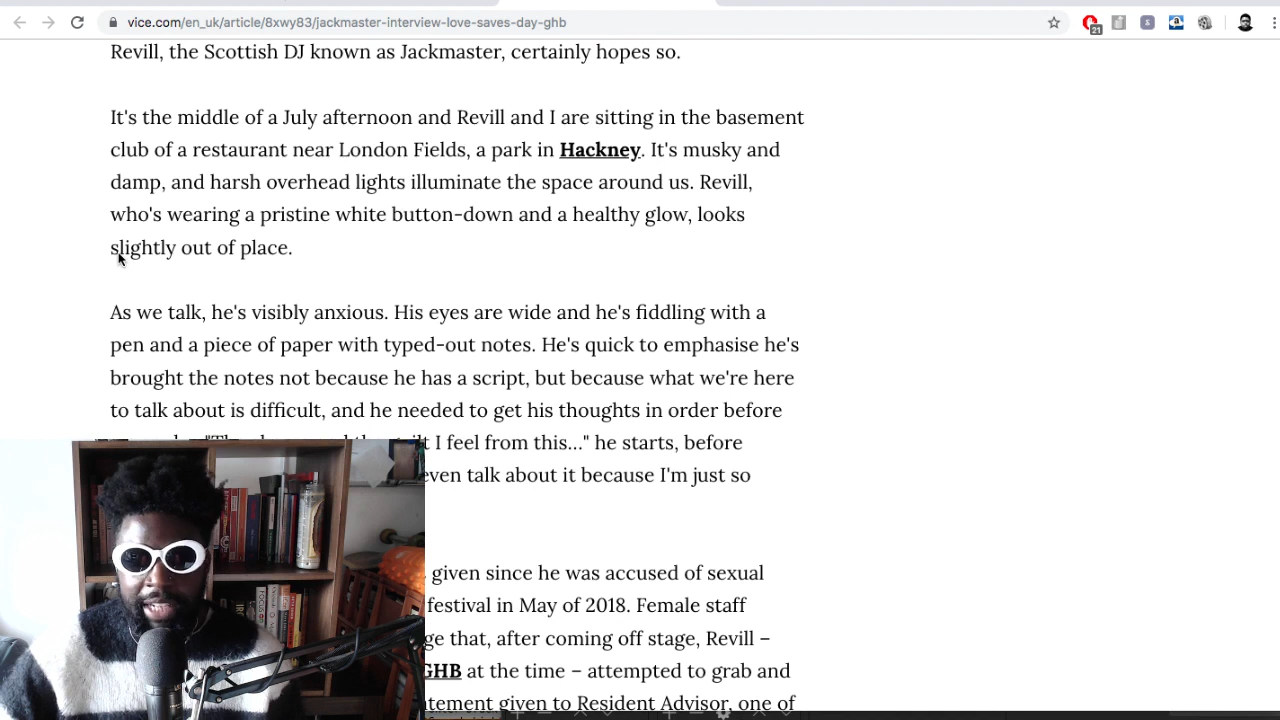 vice.com/en_uk/article/8xwy83/jackmaster-interview-love-saves-day-ghb
21
Revill, the Scottish DJ known as Jackmaster, certainly hopes so.
It's the middle of a July afternoon and Revill and I are sitting in the basement
club of a restaurant near London Fields, a park in Hackney. It's musky and
damp, and harsh overhead lights illuminate the space around us. Revill,
who's wearing a pristine white button-down and a healthy glow, looks
slightly out of place.
As we talk, he's visibly anxious. His eyes are wide and he's fiddling with a
pen and a piece of paper with typed-out notes. He's quick to emphasise he's
brought the notes not because he has a script, but because what we're here
to talk about is difficult, and he needed to get his thoughts in order before
I feel from this…" he starts, before
even talk about it because I'm just so
given since he was accused of sexual
festival in May of 2018. Female staff
that, after coming off stage, Revill –
GHB at the time – attempted to grab and
given to Resident Advisor, one of